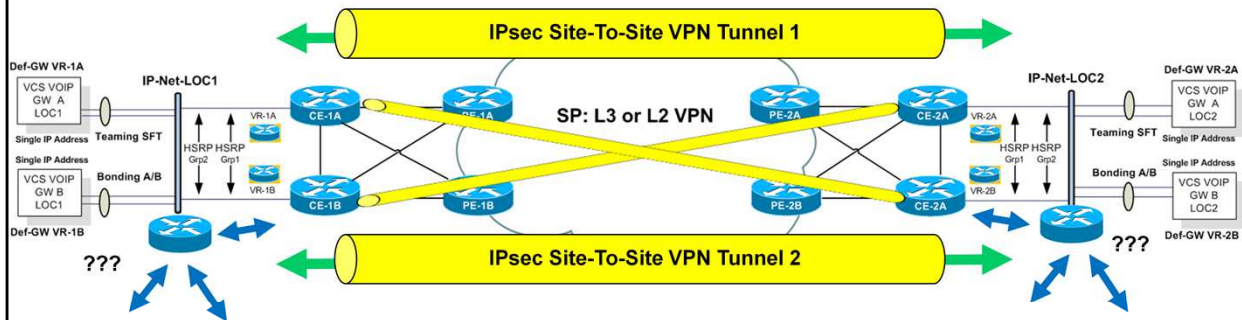 IPsec Site-To-Site VPN Tunnel 1
Def-GW VR-1A
VCS VOIP
GW A
LOC1
Single IP Address
Teaming SFT
IP-Net-LOC1
HSRP
Grp2
HSRP
Grp1
VR-1A
VR-1B
CE-1A
PE-1A
SP: L3 or L2 VPN
PE-2A
CE-2A
VR-2A
VR-2B
HSRP
Grp1
HSRP
Grp2
IP-Net-LOC2
Def-GW VR-2A
VCS VOIP
GW A
LOC2
Teaming SFT
Single IP Address
Single IP Address
VCS VOIP
GW B
LOC1
Bonding A/B
Def-GW VR-1B
CE-1B
PE-1B
PE-2B
CE-2A
Single IP Address
Bonding A/B
VCS VOIP
GW B
LOC2
Def-GW VR-2B
???
???
IPsec Site-To-Site VPN Tunnel 2